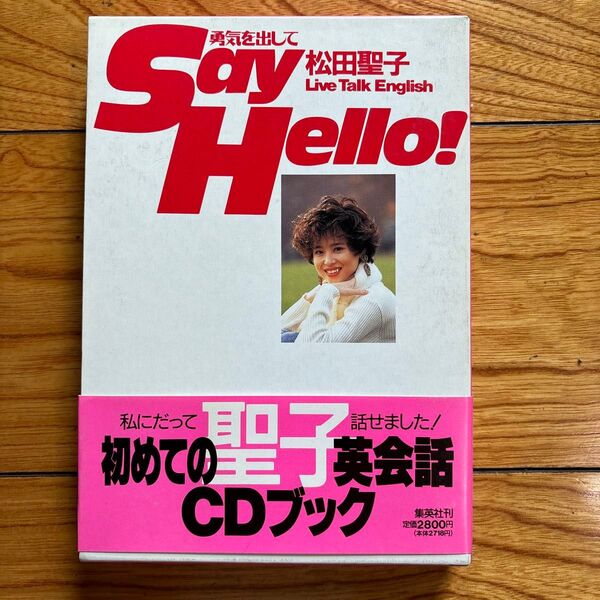 勇気を出して
Say
Hello!
松田聖子
Live Talk English
私にだって
話せました!
初めての聖子英会話
CDブック
集英社刊
定価2800円
(本体2718円)